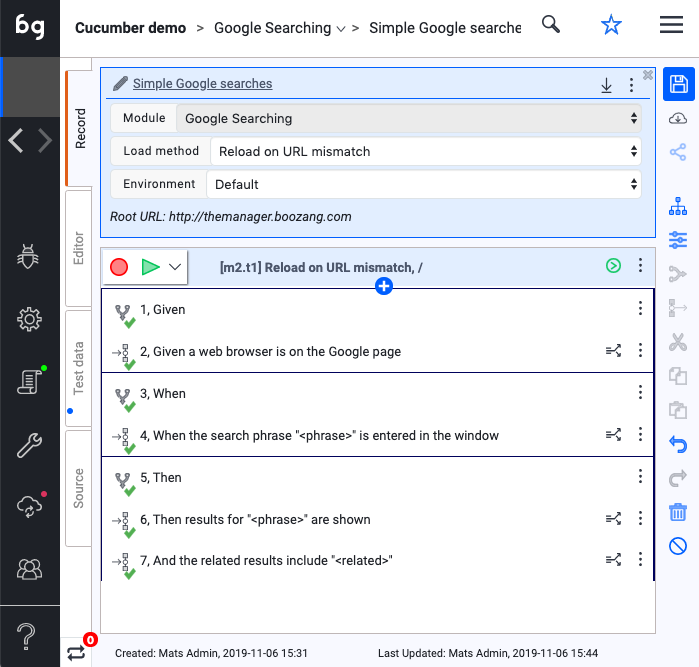 bg
Cucumber demo > Google Searching > Simple Google searche
Record
Editor
Test data
Source
Simple Google searches
Module Google Searching
Load method Reload on URL mismatch
Environment Default
Root URL: http://themanager.boozang.com
[m2.t1] Reload on URL mismatch, /
1, Given
2, Given a web browser is on the Google page
3, When
4, When the search phrase "<phrase>" is entered in the window
5, Then
6, Then results for "<phrase>" are shown
7, And the related results include "<related>"
0
Created: Mats Admin, 2019-11-06 15:31 Last Updated: Mats Admin, 2019-11-06 15:44